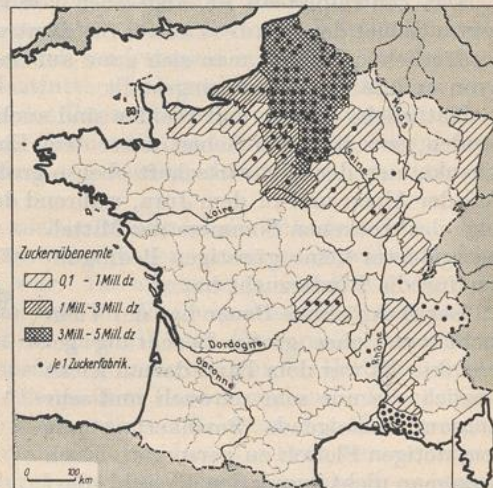 Maas
Seine
Loire
Zuckerrübenernte
0,1 - 1 Mill. dz
1 Mill. - 3 Mill. dz
3 Mill. - 5 Mill. dz
je 1 Zuckerfabrik.
Dordogne
Garonne
Rhône
0 100
km